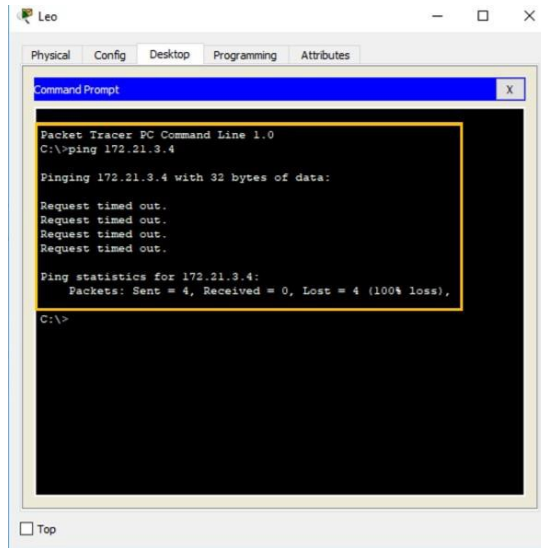 Leo
Physical Config Desktop Programming Attributes
Command Prompt
X
Packet Tracer PC Command Line 1.0
C:\>ping 172.21.3.4
Pinging 172.21.3.4 with 32 bytes of data:
Request timed out.
Request timed out.
Request timed out.
Request timed out.
Ping statistics for 172.21.3.4:
Packets: Sent = 4, Received = 0, Lost = 4 (100% loss),
C:\>
Top